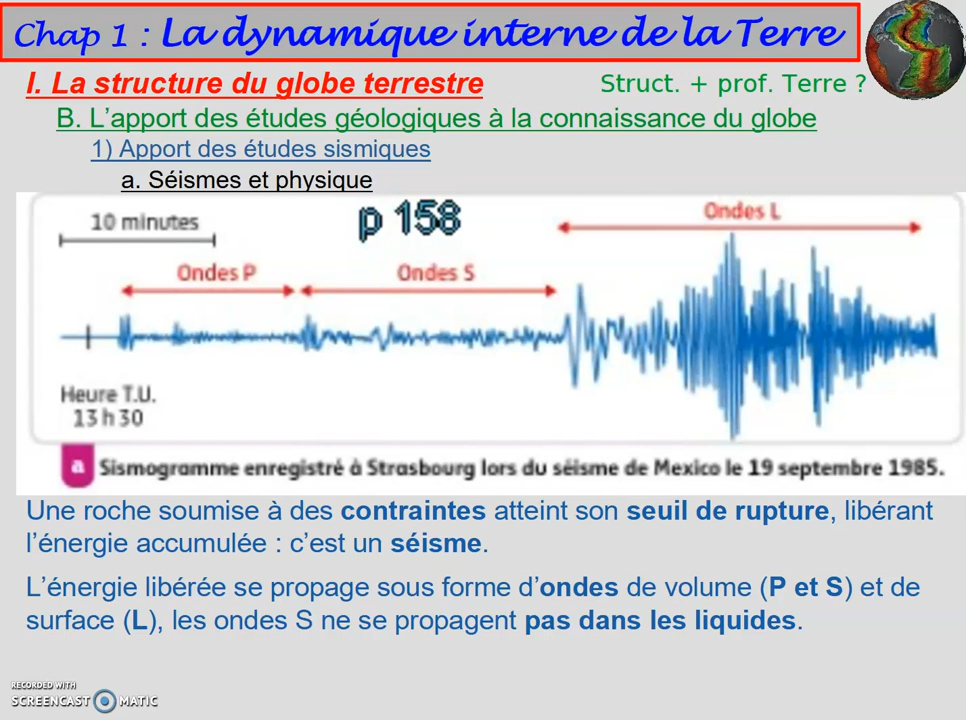 Chap 1 : La dynamique interne de la Terre
I. La structure du globe terrestre
Struct. + prof. Terre ?
B. L'apport des études géologiques à la connaissance du globe
1) Apport des études sismiques
a. Séismes et physique
p 158
10 minutes
Ondes L
Ondes P
Ondes S
Heure T.U.
13 h 30
a Sismogramme enregistré à Strasbourg lors du séisme de Mexico le 19 septembre 1985.
Une roche soumise à des contraintes atteint son seuil de rupture, libérant
l'énergie accumulée : c'est un séisme.
L'énergie libérée se propage sous forme d'ondes de volume (P et S) et de
surface (L), les ondes S ne se propagent pas dans les liquides.
RECORDED WITH
SCREENCAST MATIC